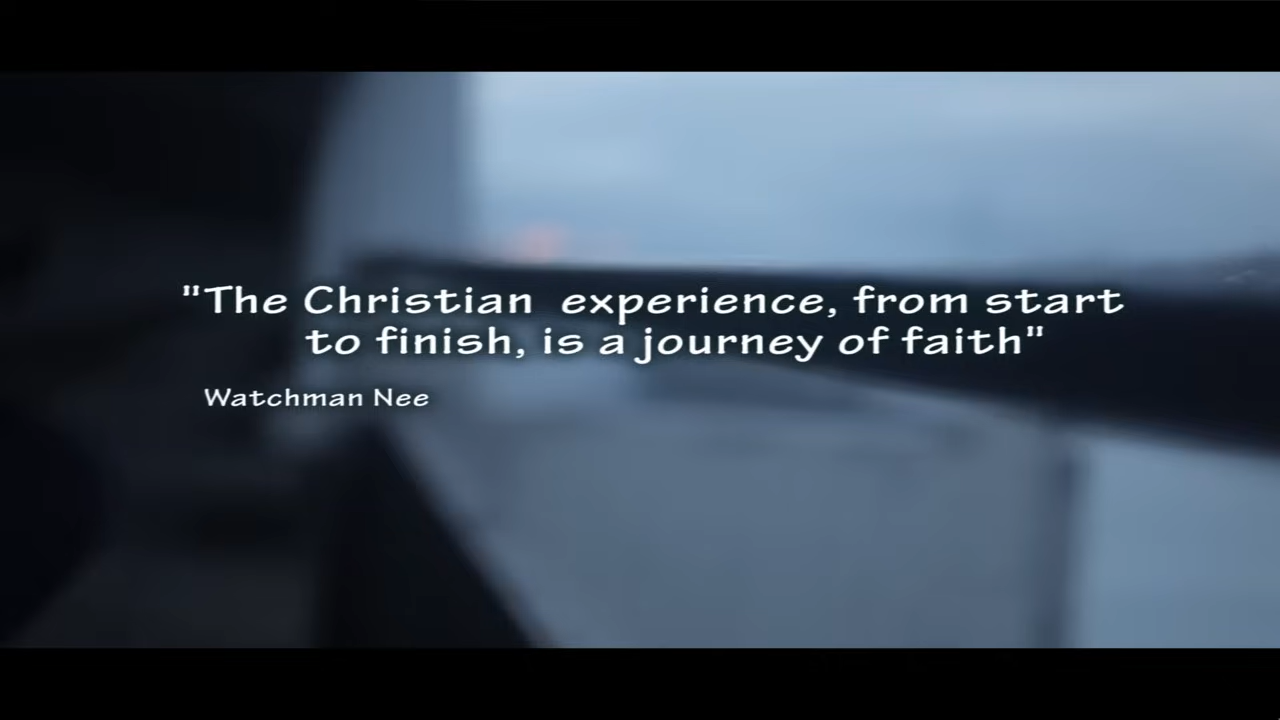 "The Christian  experience, from start
to finish, is a journey of faith"
Watchman Nee